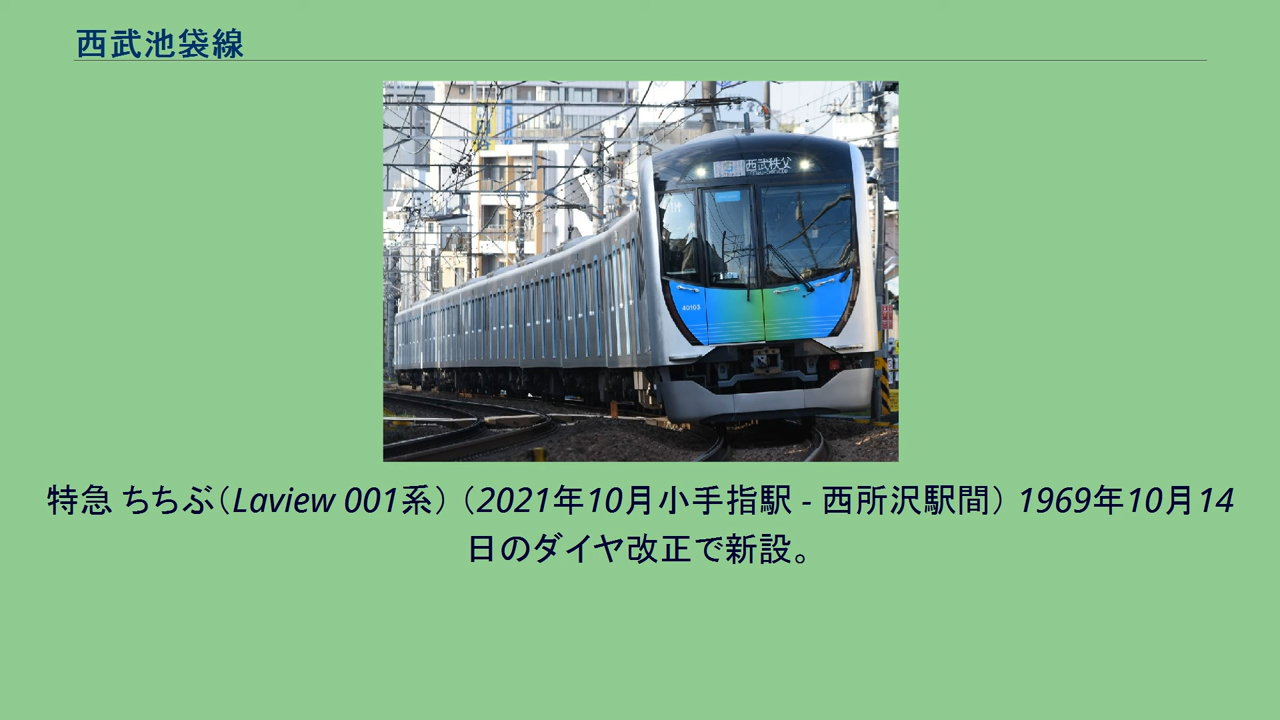 西武池袋線
西武秩父
40103
特急 ちちぶ（Laview 001系）（2021年10月小手指駅 - 西所沢駅間） 1969年10月14
日のダイヤ改正で新設。